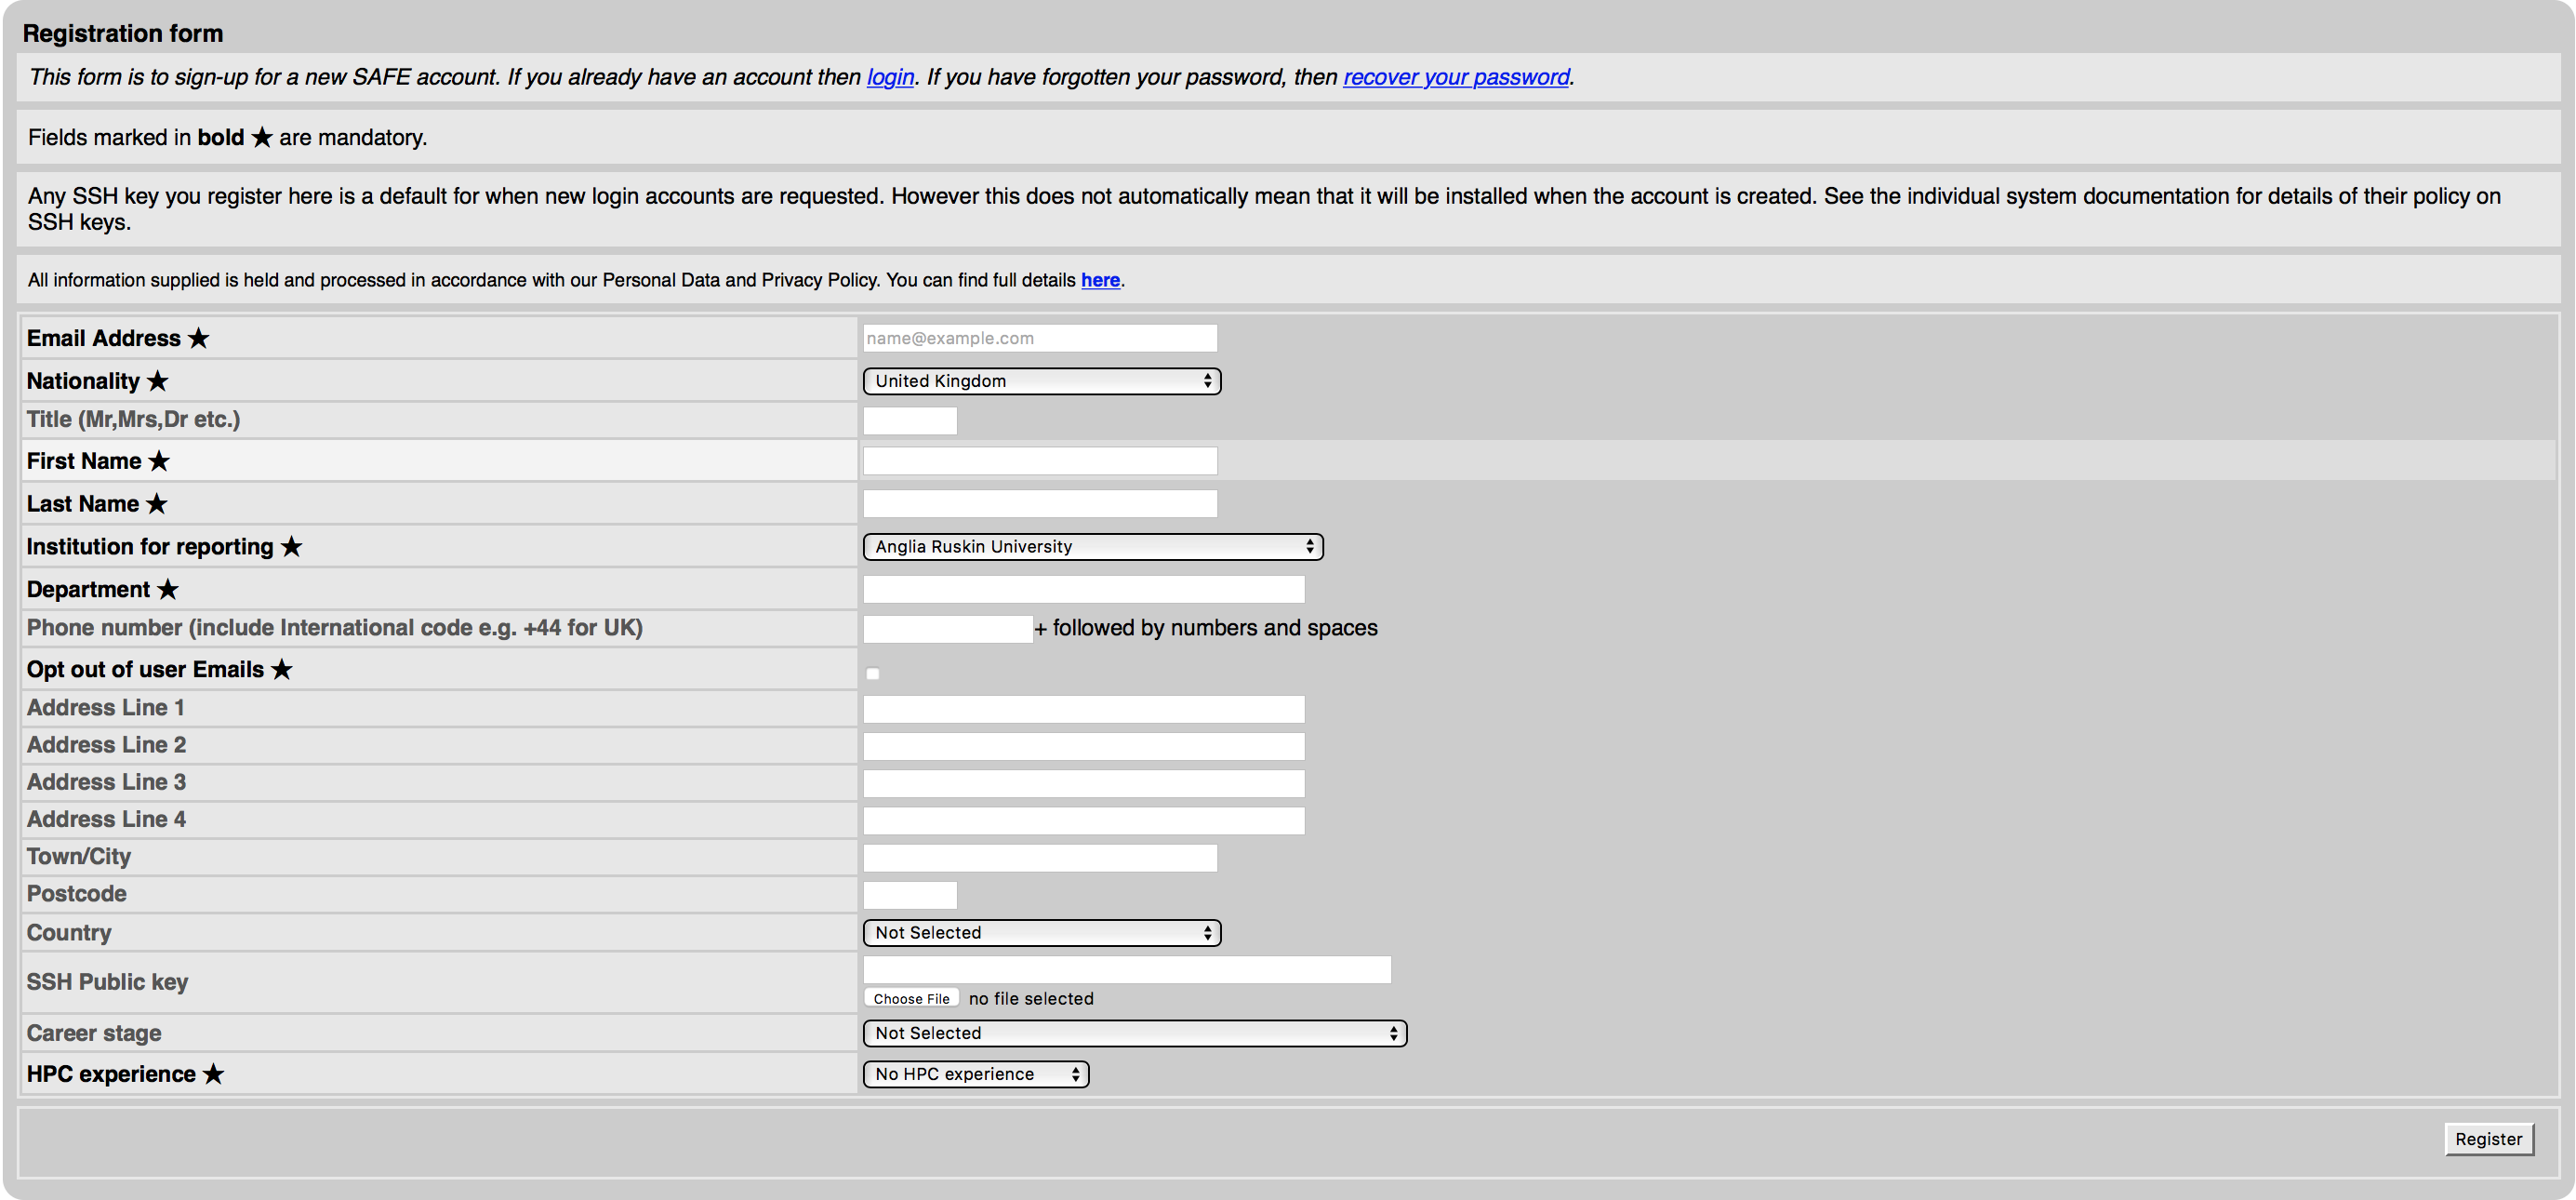 Registration form
This form is to sign-up for a new SAFE account. If you already have an account then login. If you have forgotten your password, then recover your password.
Fields marked in bold ★ are mandatory.
Any SSH key you register here is a default for when new login accounts are requested. However this does not automatically mean that it will be installed when the account is created. See the individual system documentation for details of their policy on
SSH keys.
All information supplied is held and processed in accordance with our Personal Data and Privacy Policy. You can find full details here.
Email Address ★ name@example.com
Nationality ★ United Kingdom
Title (Mr,Mrs,Dr etc.)
First Name ★
Last Name ★
Institution for reporting ★ Anglia Ruskin University
Department ★
Phone number (include International code e.g. +44 for UK) + followed by numbers and spaces
Opt out of user Emails ★
Address Line 1
Address Line 2
Address Line 3
Address Line 4
Town/City
Postcode
Country Not Selected
SSH Public key
Choose File no file selected
Career stage Not Selected
HPC experience ★ No HPC experience
Register